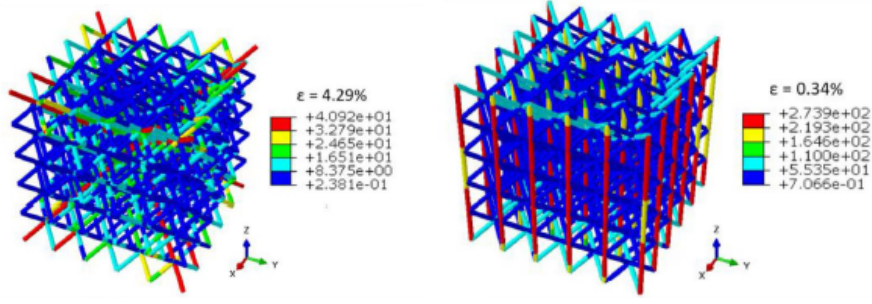 ε = 4.29%
+4.092e+01
+3.279e+01
+2.465e+01
+1.651e+01
+8.375e+00
+2.381e-01
Z
X
Y
ε = 0.34%
+2.739e+02
+2.193e+02
+1.646e+02
+1.100e+02
+5.535e+01
+7.066e-01
Z
X
Y